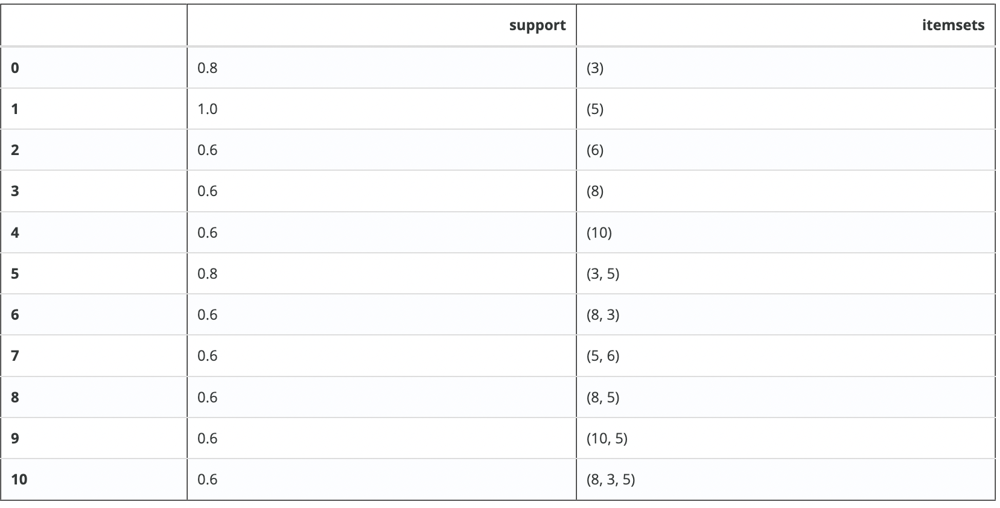 support itemsets
0 0.8 (3)
1 1.0 (5)
2 0.6 (6)
3 0.6 (8)
4 0.6 (10)
5 0.8 (3, 5)
6 0.6 (8, 3)
7 0.6 (5, 6)
8 0.6 (8, 5)
9 0.6 (10, 5)
10 0.6 (8, 3, 5)